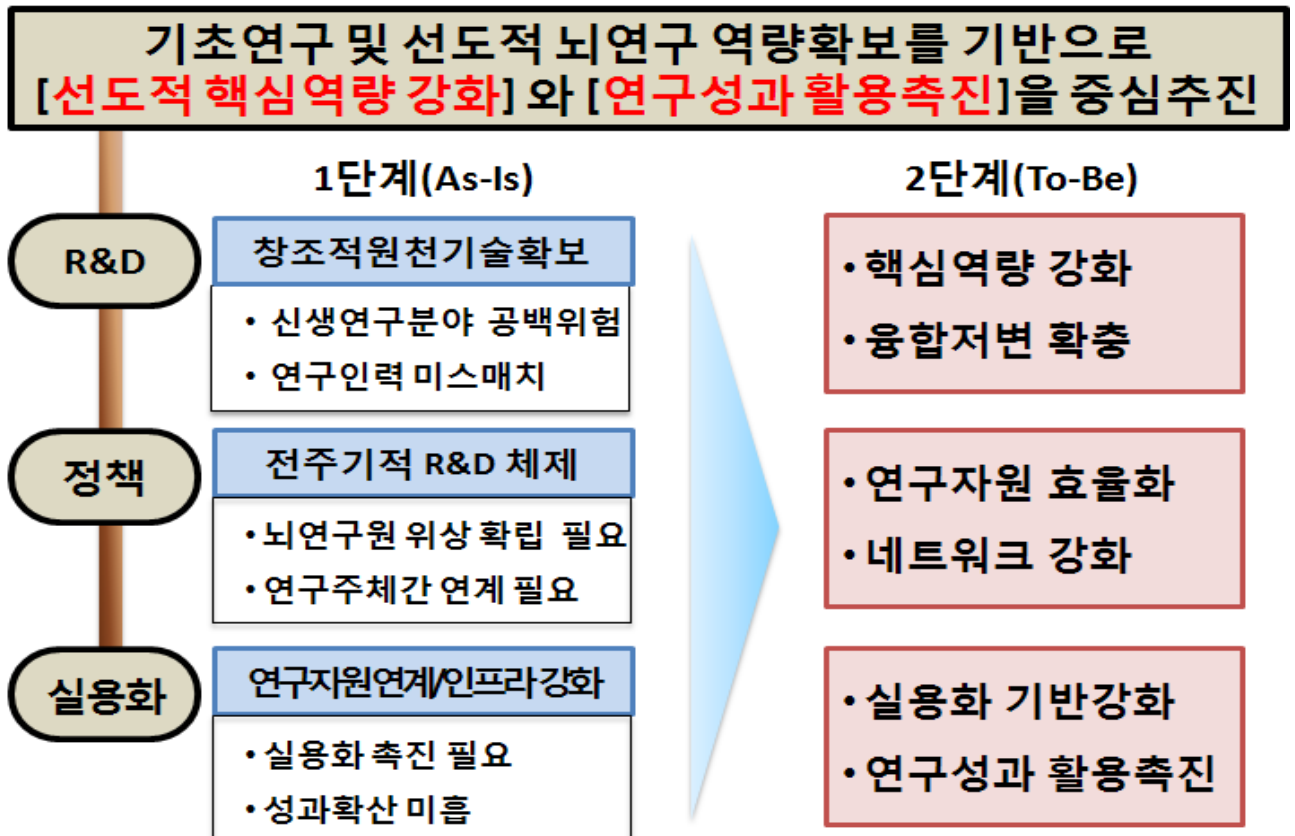 기초연구 및 선도적 뇌연구 역량확보를 기반으로
[선도적 핵심역량 강화] 와 [연구성과 활용촉진]을 중심추진
1단계(As-Is)
2단계(To-Be)
R&D
창조적원천기술확보
• 신생연구분야 공백위험
• 연구인력 미스매치
• 핵심역량 강화
• 융합저변 확충
정책
전주기적 R&D 체제
• 뇌연구원 위상 확립 필요
• 연구주체간 연계 필요
• 연구자원 효율화
• 네트워크 강화
실용화
연구자원연계/인프라 강화
• 실용화 촉진 필요
• 성과확산 미흡
• 실용화 기반강화
• 연구성과 활용촉진